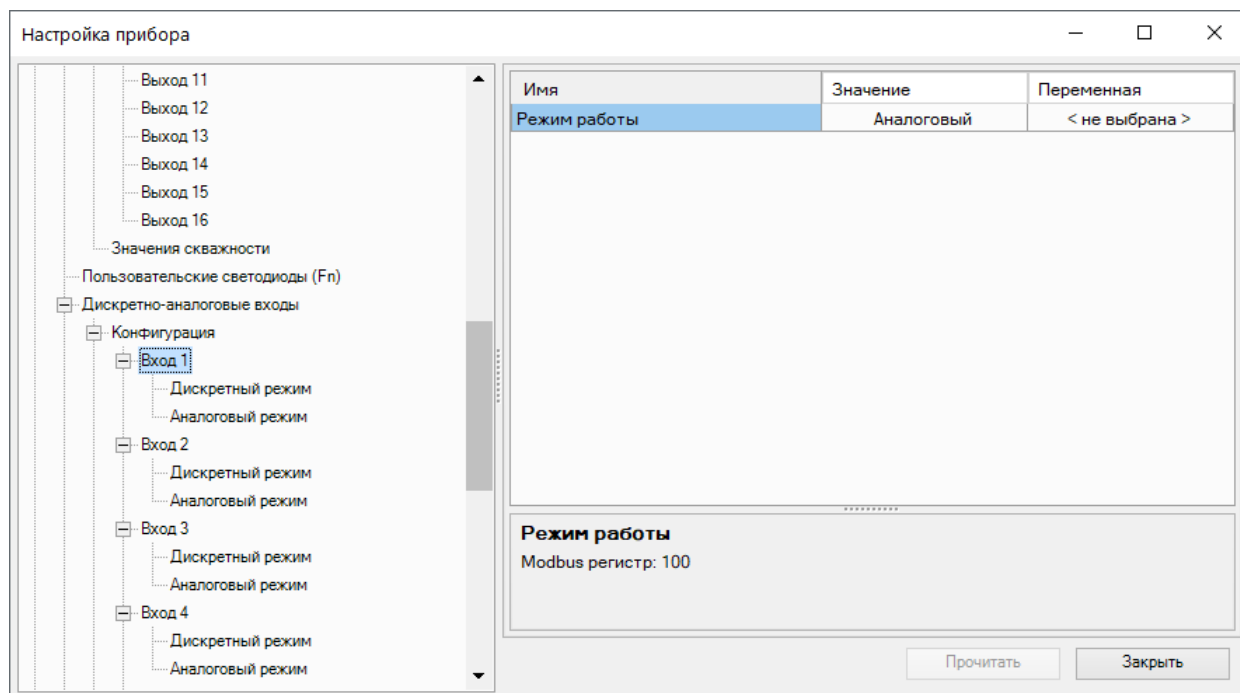 Настройка прибора
Выход 11
Выход 12
Выход 13
Выход 14
Выход 15
Выход 16
Значения скважности
Пользовательские светодиоды (Fn)
Дискретно-аналоговые входы
Конфигурация
Вход 1
Дискретный режим
Аналоговый режим
Вход 2
Дискретный режим
Аналоговый режим
Вход 3
Дискретный режим
Аналоговый режим
Вход 4
Дискретный режим
Аналоговый режим
Имя Значение Переменная
Режим работы Аналоговый < не выбрана >
Режим работы
Modbus регистр: 100
Прочитать Закрыть